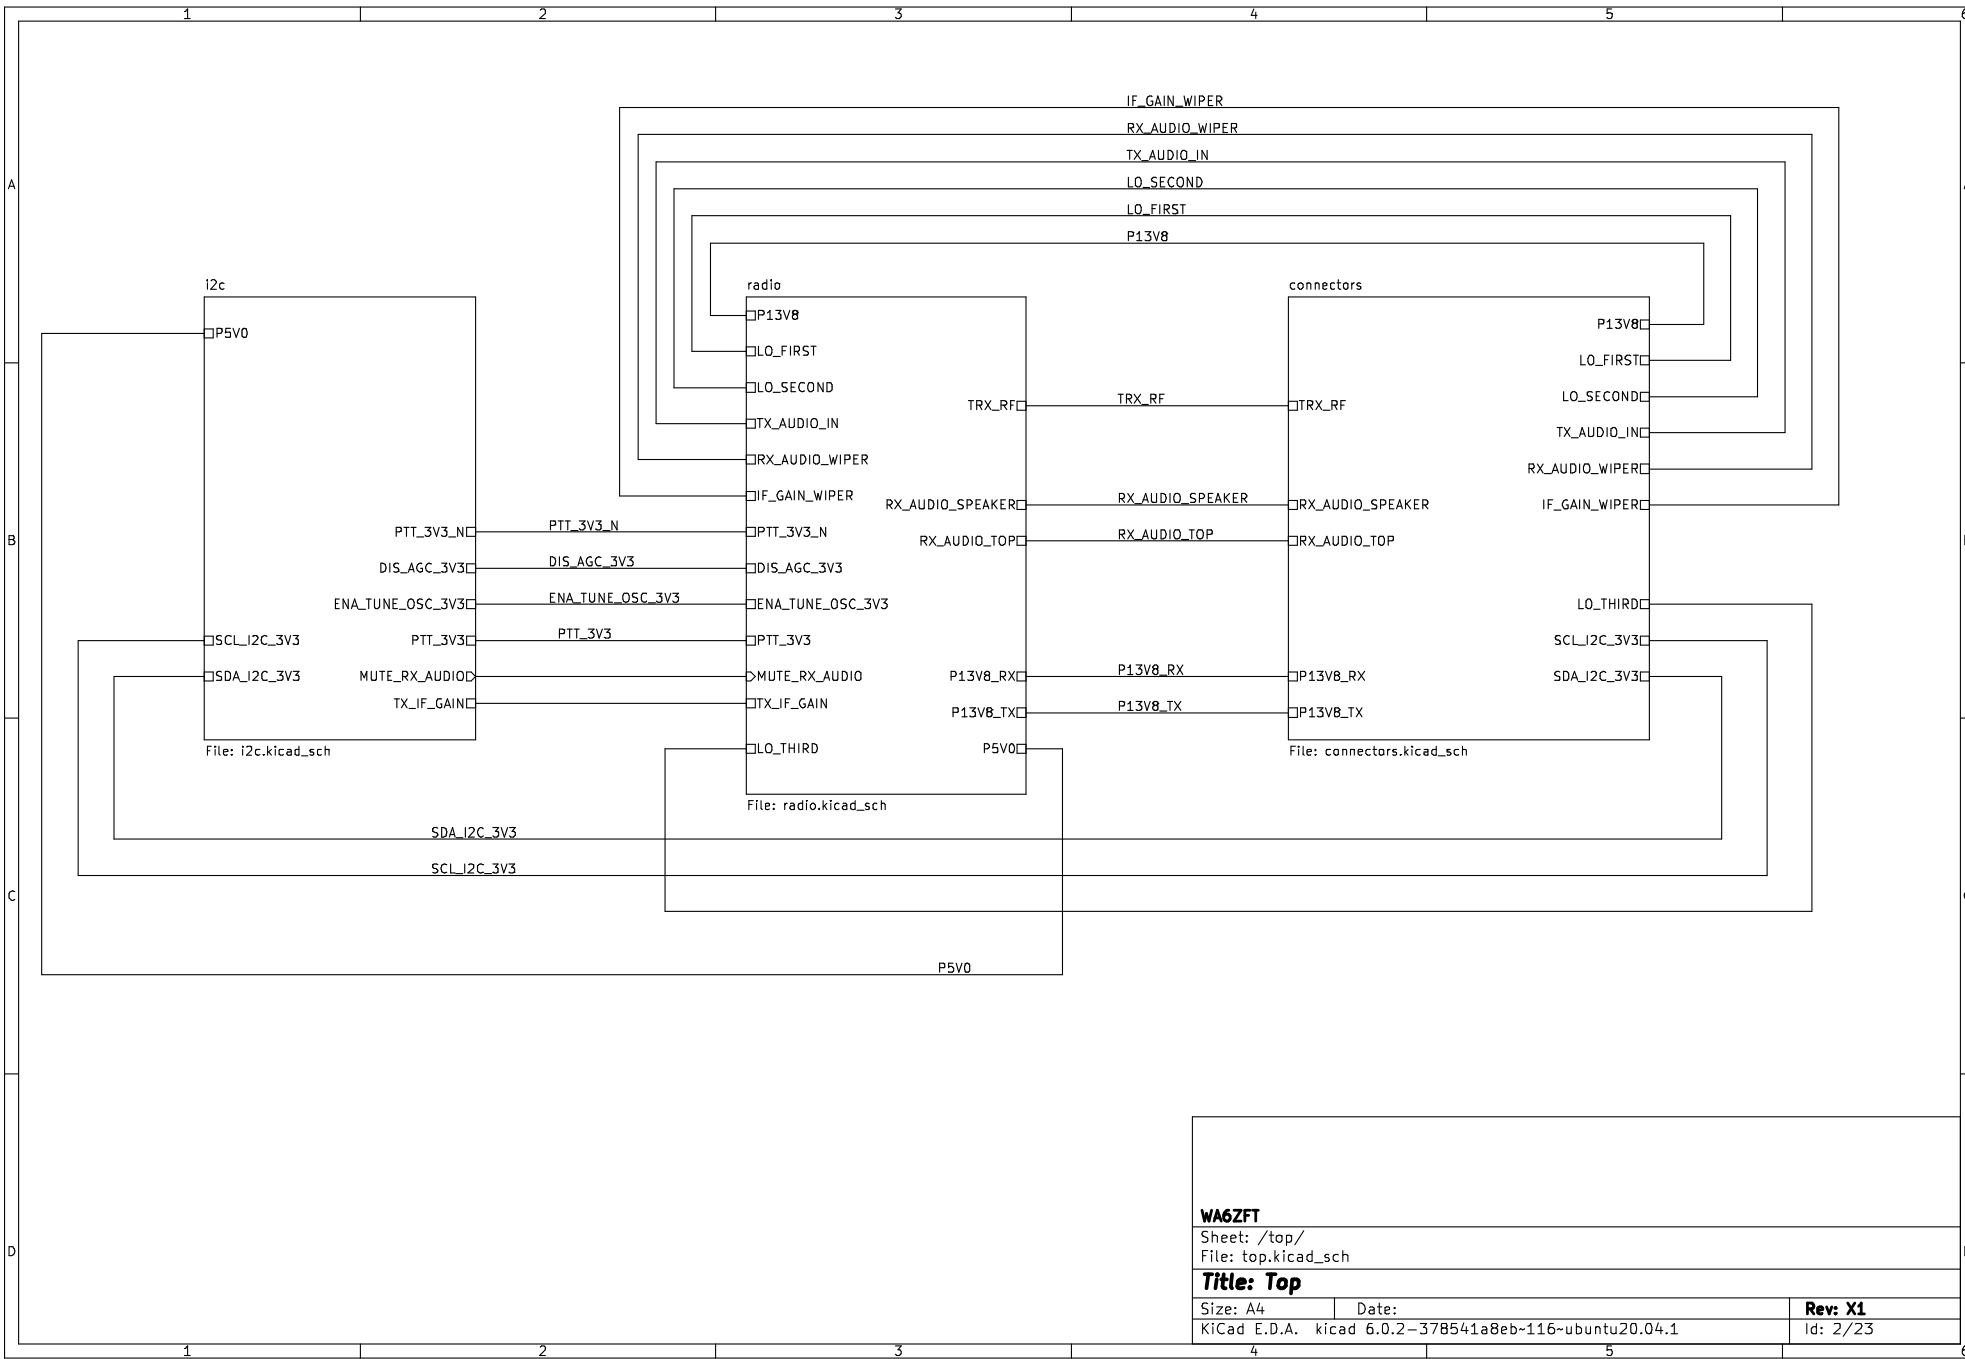 1 2 3 4 5 6
IF_GAIN_WIPER
RX_AUDIO_WIPER
TX_AUDIO_IN
A
LO_SECOND
LO_FIRST
P13V8
i2c
P5V0
PTT_3V3_N
DIS_AGC_3V3
ENA_TUNE_OSC_3V3
SCL_I2C_3V3
PTT_3V3
SDA_I2C_3V3
MUTE_RX_AUDIO
TX_IF_GAIN
File: i2c.kicad_sch
PTT_3V3_N
DIS_AGC_3V3
ENA_TUNE_OSC_3V3
PTT_3V3
radio
P13V8
LO_FIRST
LO_SECOND
TX_AUDIO_IN
RX_AUDIO_WIPER
IF_GAIN_WIPER
PTT_3V3_N
DIS_AGC_3V3
ENA_TUNE_OSC_3V3
PTT_3V3
MUTE_RX_AUDIO
TX_IF_GAIN
LO_THIRD
TRX_RF
RX_AUDIO_SPEAKER
RX_AUDIO_TOP
P13V8_RX
P13V8_TX
P5V0
File: radio.kicad_sch
TRX_RF
RX_AUDIO_SPEAKER
RX_AUDIO_TOP
P13V8_RX
P13V8_TX
connectors
TRX_RF
RX_AUDIO_SPEAKER
RX_AUDIO_TOP
P13V8_RX
P13V8_TX
P13V8
LO_FIRST
LO_SECOND
TX_AUDIO_IN
RX_AUDIO_WIPER
IF_GAIN_WIPER
LO_THIRD
SCL_I2C_3V3
SDA_I2C_3V3
File: connectors.kicad_sch
B
SDA_I2C_3V3
SCL_I2C_3V3
C
P5V0
WA6ZFT
Sheet: /top/
D
File: top.kicad_sch
Title: Top
Size: A4 Date: Rev: X1
KiCad E.D.A. kicad 6.0.2-378541a8eb~116~ubuntu20.04.1 Id: 2/23
1 2 3 4 5 6